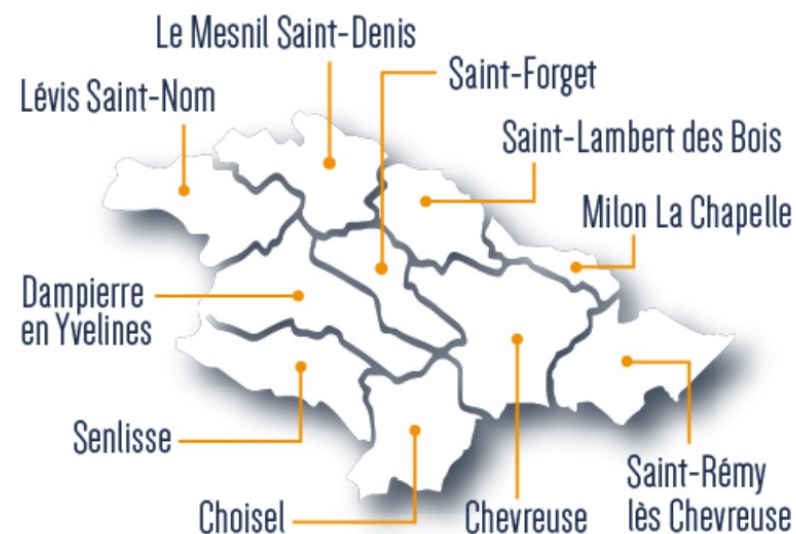 Le Mesnil Saint-Denis
Saint-Forget
Lévis Saint-Nom
Saint-Lambert des Bois
Milon La Chapelle
Dampierre
en Yvelines
Senlisse
Saint-Rémy
lès Chevreuse
Choisel
Chevreuse